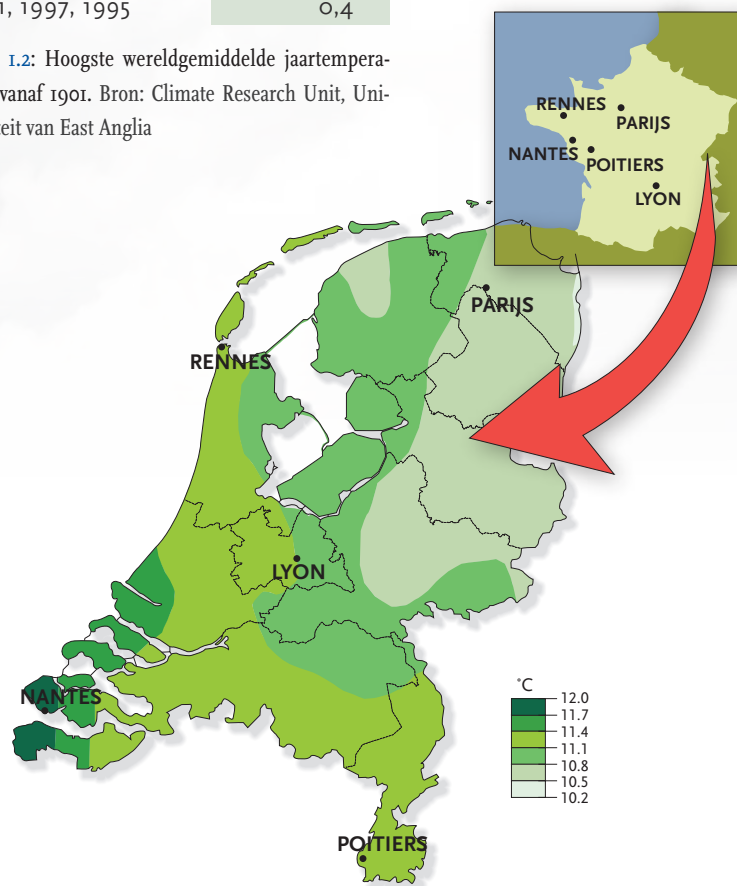 1, 1997, 1995 0,4
1.2: Hoogste wereldgemiddelde jaartempera-
vanaf 1901. Bron: Climate Research Unit, Uni-
teit van East Anglia
RENNES
PARIJS
NANTES
POITIERS
LYON
PARIJS
RENNES
LYON
NANTES
POITIERS
°C
12.0
11.7
11.4
11.1
10.8
10.5
10.2